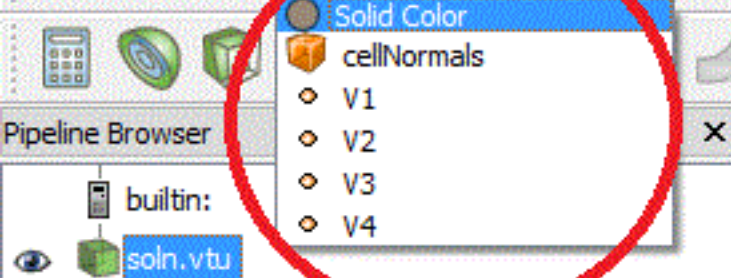 Solid Color
cellNormals
V1
V2
V3
V4
Pipeline Browser
builtin:
soln.vtu